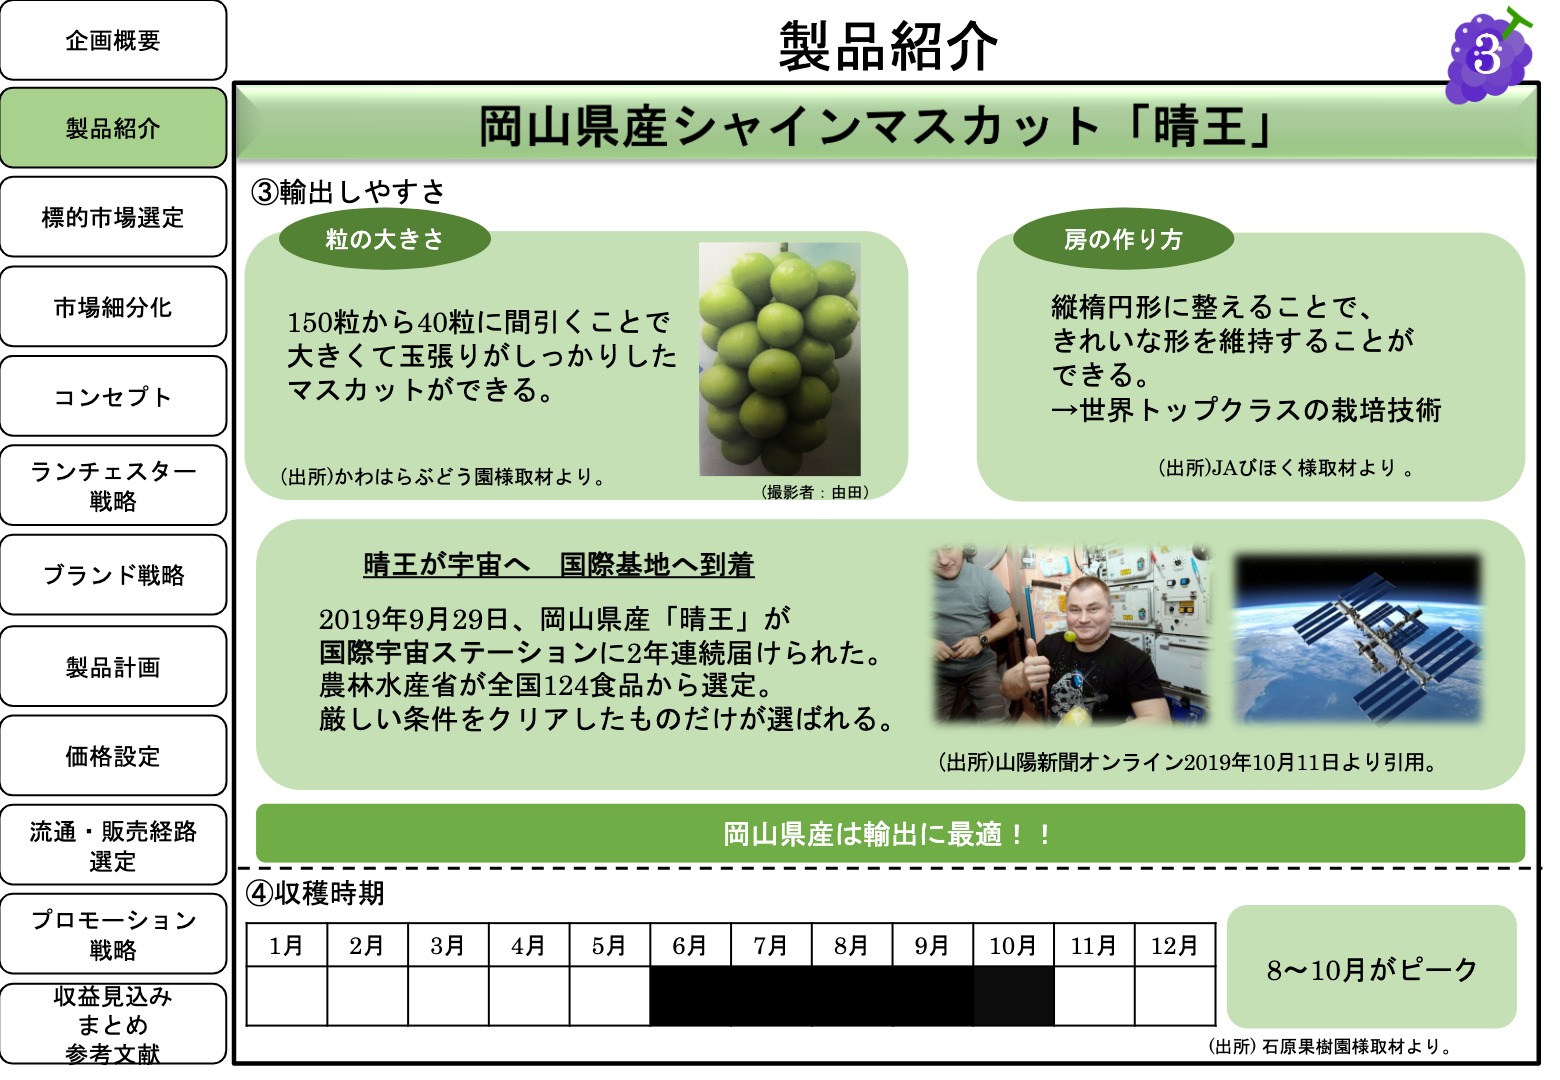 企画概要
製品紹介
標的市場選定
市場細分化
コンセプト
ランチェスター
戦略
ブランド戦略
製品計画
価格設定
流通・販売経路
選定
プロモーション
戦略
収益見込み
まとめ
参考文献
製品紹介
3
岡山県産シャインマスカット「晴王」
③輸出しやすさ
粒の大きさ
150粒から40粒に間引くことで
大きくて玉張りがしっかりした
マスカットができる。
(出所)かわはらぶどう園様取材より。
(撮影者：由田)
房の作り方
縦楕円形に整えることで、
きれいな形を維持することが
できる。
→世界トップクラスの栽培技術
(出所)JAびほく様取材より 。
晴王が宇宙へ　国際基地へ到着
2019年9月29日、岡山県産「晴王」が
国際宇宙ステーションに2年連続届けられた。
農林水産省が全国124食品から選定。
厳しい条件をクリアしたものだけが選ばれる。
(出所)山陽新聞オンライン2019年10月11日より引用。
岡山県産は輸出に最適！！
④収穫時期
1月 2月 3月 4月 5月 6月 7月 8月 9月 10月 11月 12月
8～10月がピーク
(出所) 石原果樹園様取材より。